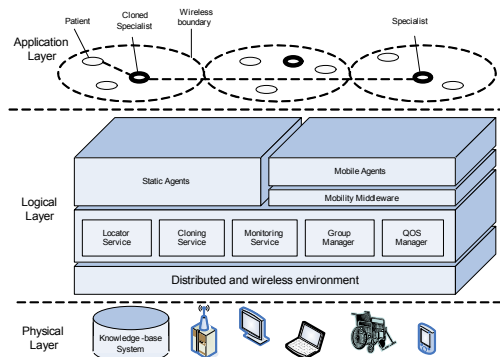 Patient
Cloned
Specialist
Wireless
boundary
Specialist
Application
Layer
Static Agents
Mobile Agents
Mobility Middleware
Logical
Layer
Locator
Service
Cloning
Service
Monitoring
Service
Group
Manager
QOS
Manager
Distributed and wireless environment
Physical
Layer
Knowledge-base
System